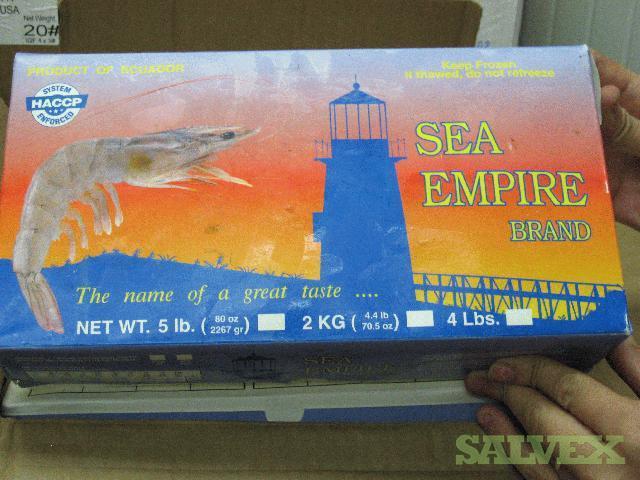 USA
Net Weight
20#
PRODUCT OF ECUADOR
Keep Frozen
If thawed, do not refreeze
SYSTEM
HACCP
ENFORCED
SEA
EMPIRE
BRAND
The name of a great taste ....
NET WT. 5 lb. (80 oz 2267 gr) 2 KG (4.4 lb 70.5 oz) 4 Lbs.
SEA
EMPIRE
SALVEX